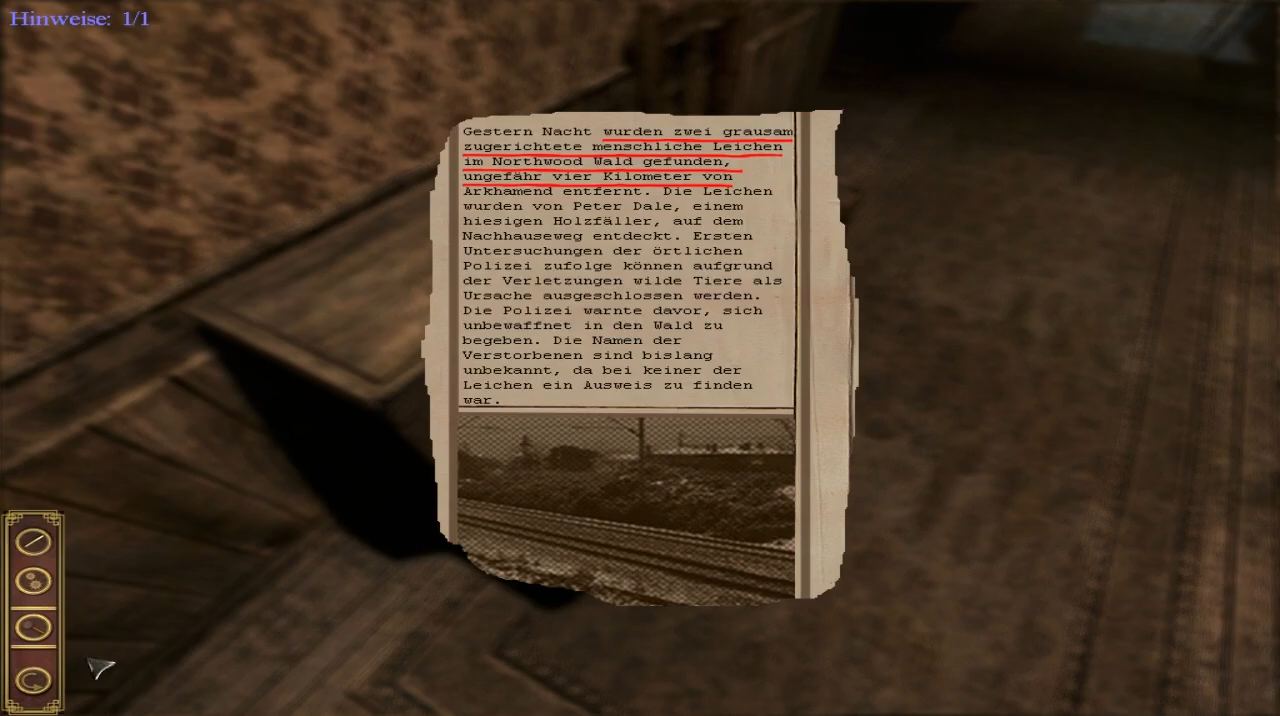 Hinweise: 1/1
Gestern Nacht wurden zwei grausam
zugerichtete menschliche Leichen
im Northwood Wald gefunden,
ungefähr vier Kilometer von
Arkhamend entfernt. Die Leichen
wurden von Peter Dale, einem
hiesigen Holzfäller, auf dem
Nachhauseweg entdeckt. Ersten
Untersuchungen der örtlichen
Polizei zufolge können aufgrund
der Verletzungen wilde Tiere als
Ursache ausgeschlossen werden.
Die Polizei warnte davor, sich
unbewaffnet in den Wald zu
begeben. Die Namen der
Verstorbenen sind bislang
unbekannt, da bei keiner der
Leichen ein Ausweis zu finden
war.